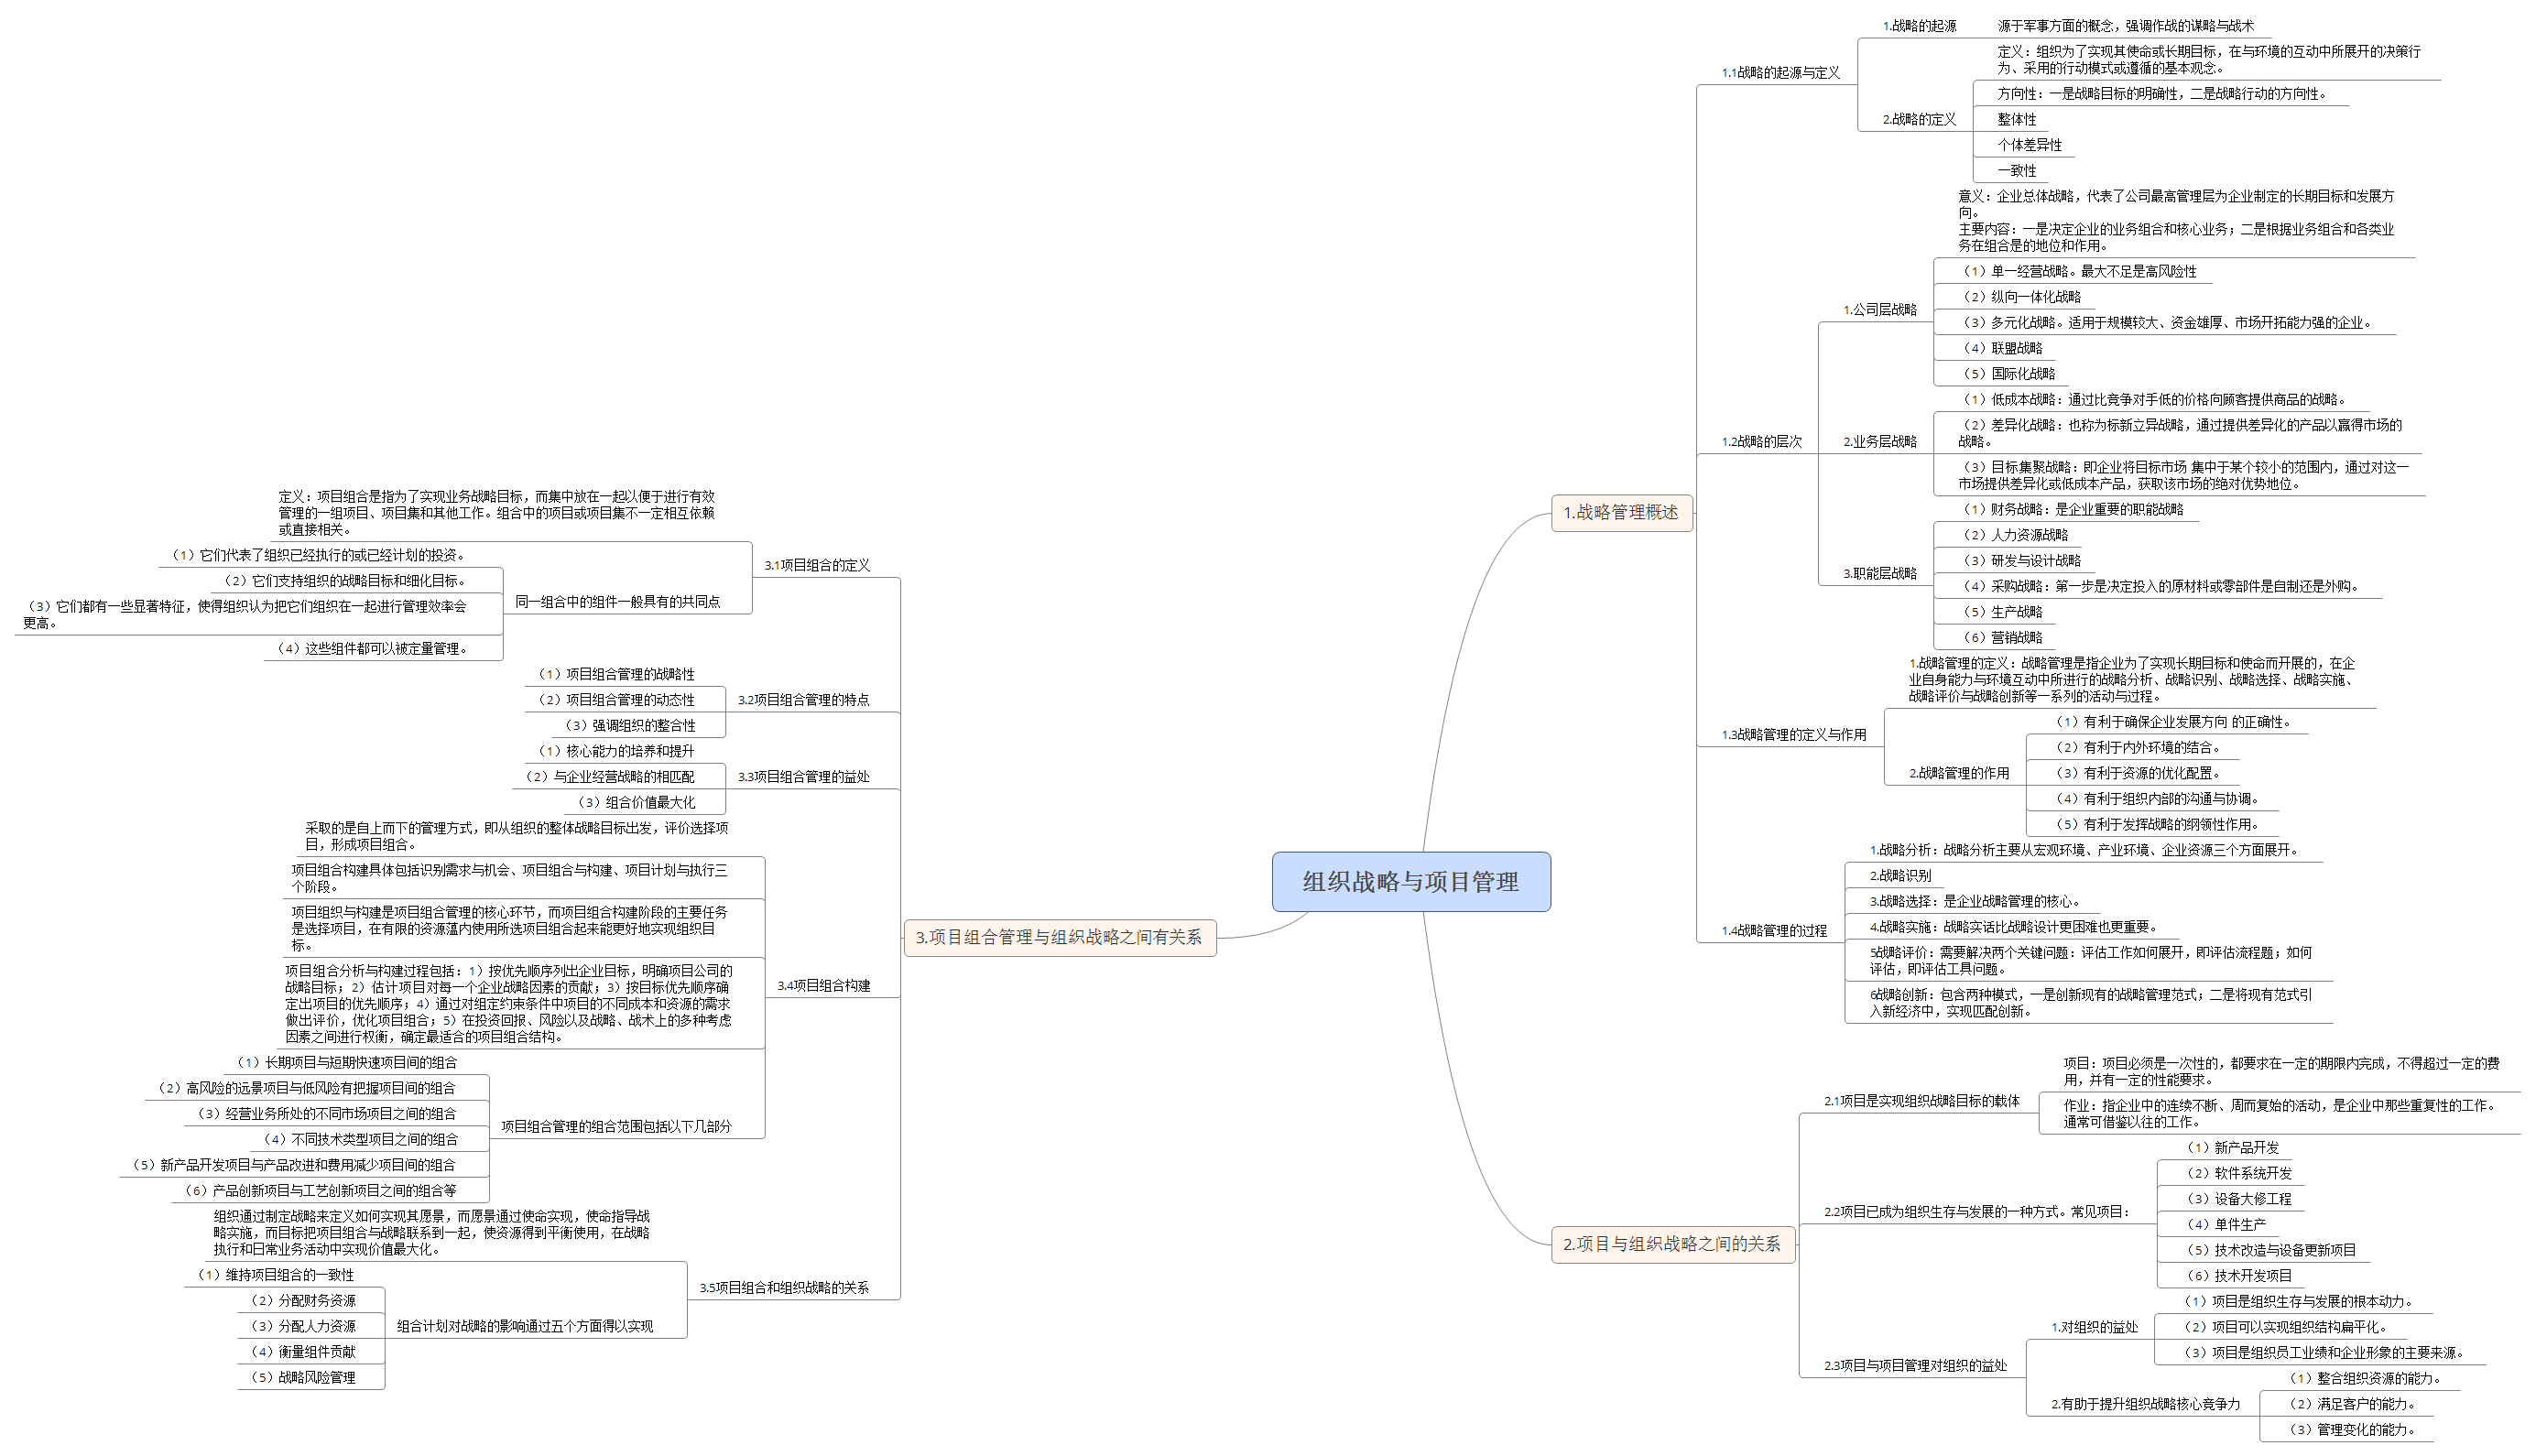 组织战略与项目管理
1.战略管理概述
1.1战略的起源与定义
1.战略的起源
源于军事方面的概念，强调作战的谋略与战术
2.战略的定义
定义：组织为了实现其使命或长期目标，在与环境的互动中所展开的决策行
为、采用的行动模式或遵循的基本观念。
方向性：一是战略目标的明确性，二是战略行动的方向性。
整体性
个体差异性
一致性
1.2战略的层次
1.公司层战略
意义：企业总体战略，代表了公司最高管理层为企业制定的长期目标和发展方
向。
主要内容：一是决定企业的业务组合和核心业务；二是根据业务组合和各类业
务在组合是的地位和作用。
（1）单一经营战略。最大不足是高风险性
（2）纵向一体化战略
（3）多元化战略。适用于规模较大、资金雄厚、市场开拓能力强的企业。
（4）联盟战略
（5）国际化战略
2.业务层战略
（1）低成本战略：通过比竞争对手低的价格向顾客提供商品的战略。
（2）差异化战略：也称为标新立异战略，通过提供差异化的产品以赢得市场的
战略。
（3）目标集聚战略：即企业将目标市场 集中于某个较小的范围内，通过对这一
市场提供差异化或低成本产品，获取该市场的绝对优势地位。
3.职能层战略
（1）财务战略：是企业重要的职能战略
（2）人力资源战略
（3）研发与设计战略
（4）采购战略：第一步是决定投入的原材料或零部件是自制还是外购。
（5）生产战略
（6）营销战略
1.3战略管理的定义与作用
1.战略管理的定义：战略管理是指企业为了实现长期目标和使命而开展的，在企
业自身能力与环境互动中所进行的战略分析、战略识别、战略选择、战略实施、
战略评价与战略创新等一系列的活动与过程。
2.战略管理的作用
（1）有利于确保企业发展方向 的正确性。
（2）有利于内外环境的结合。
（3）有利于资源的优化配置。
（4）有利于组织内部的沟通与协调。
（5）有利于发挥战略的纲领性作用。
1.4战略管理的过程
1.战略分析：战略分析主要从宏观环境、产业环境、企业资源三个方面展开。
2.战略识别
3.战略选择：是企业战略管理的核心。
4.战略实施：战略实话比战略设计更困难也更重要。
5战略评价：需要解决两个关键问题：评估工作如何展开，即评估流程题；如何
评估，即评估工具问题。
6战略创新：包含两种模式，一是创新现有的战略管理范式；二是将现有范式引
入新经济中，实现匹配创新。
2.项目与组织战略之间的关系
2.1项目是实现组织战略目标的载体
项目：项目必须是一次性的，都要求在一定的期限内完成，不得超过一定的费
用，并有一定的性能要求。
作业：指企业中的连续不断、周而复始的活动，是企业中那些重复性的工作。
通常可借鉴以往的工作。
2.2项目已成为组织生存与发展的一种方式。常见项目：
（1）新产品开发
（2）软件系统开发
（3）设备大修工程
（4）单件生产
（5）技术改造与设备更新项目
（6）技术开发项目
2.3项目与项目管理对组织的益处
1.对组织的益处
（1）项目是组织生存与发展的根本动力。
（2）项目可以实现组织结构扁平化。
（3）项目是组织员工业绩和企业形象的主要来源。
2.有助于提升组织战略核心竞争力
（1）整合组织资源的能力。
（2）满足客户的能力。
（3）管理变化的能力。
3.项目组合管理与组织战略之间有关系
3.1项目组合的定义
定义：项目组合是指为了实现业务战略目标，而集中放在一起以便于进行有效
管理的一组项目、项目集和其他工作。组合中的项目或项目集不一定相互依赖
或直接相关。
同一组合中的组件一般具有的共同点
（1）它们代表了组织已经执行的或已经计划的投资。
（2）它们支持组织的战略目标和细化目标。
（3）它们都有一些显著特征，使得组织认为把它们组织在一起进行管理效率会
更高。
（4）这些组件都可以被定量管理。
3.2项目组合管理的特点
（1）项目组合管理的战略性
（2）项目组合管理的动态性
（3）强调组织的整合性
3.3项目组合管理的益处
（1）核心能力的培养和提升
（2）与企业经营战略的相匹配
（3）组合价值最大化
3.4项目组合构建
采取的是自上而下的管理方式，即从组织的整体战略目标出发，评价选择项
目，形成项目组合。
项目组合构建具体包括识别需求与机会、项目组合与构建、项目计划与执行三
个阶段。
项目组织与构建是项目组合管理的核心环节，而项目组合构建阶段的主要任务
是选择项目，在有限的资源薀内使用所选项目组合起来能更好地实现组织目
标。
项目组合分析与构建过程包括：1）按优先顺序列出企业目标，明确项目公司的
战略目标；2）估计项目对每一个企业战略因素的贡献；3）按目标优先顺序确
定出项目的优先顺序；4）通过对组定约束条件中项目的不同成本和资源的需求
做出评价，优化项目组合；5）在投资回报、风险以及战略、战术上的多种考虑
因素之间进行权衡，确定最适合的项目组合结构。
项目组合管理的组合范围包括以下几部分
（1）长期项目与短期快速项目间的组合
（2）高风险的远景项目与低风险有把握项目间的组合
（3）经营业务所处的不同市场项目之间的组合
（4）不同技术类型项目之间的组合
（5）新产品开发项目与产品改进和费用减少项目间的组合
（6）产品创新项目与工艺创新项目之间的组合等
3.5项目组合和组织战略的关系
组织通过制定战略来定义如何实现其愿景，而愿景通过使命实现，使命指导战
略实施，而目标把项目组合与战略联系到一起，使资源得到平衡使用，在战略
执行和日常业务活动中实现价值最大化。
组合计划对战略的影响通过五个方面得以实现
（1）维持项目组合的一致性
（2）分配财务资源
（3）分配人力资源
（4）衡量组件贡献
（5）战略风险管理